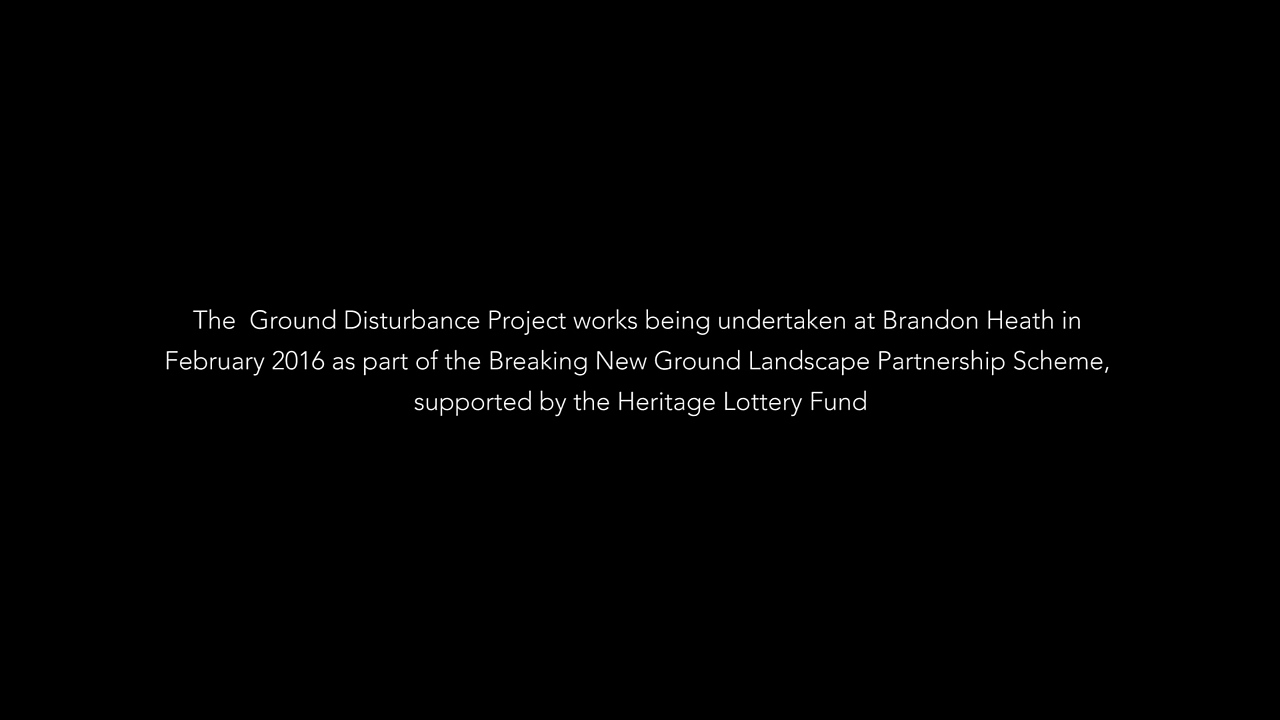 The  Ground Disturbance Project works being undertaken at Brandon Heath in
February 2016 as part of the Breaking New Ground Landscape Partnership Scheme,
supported by the Heritage Lottery Fund